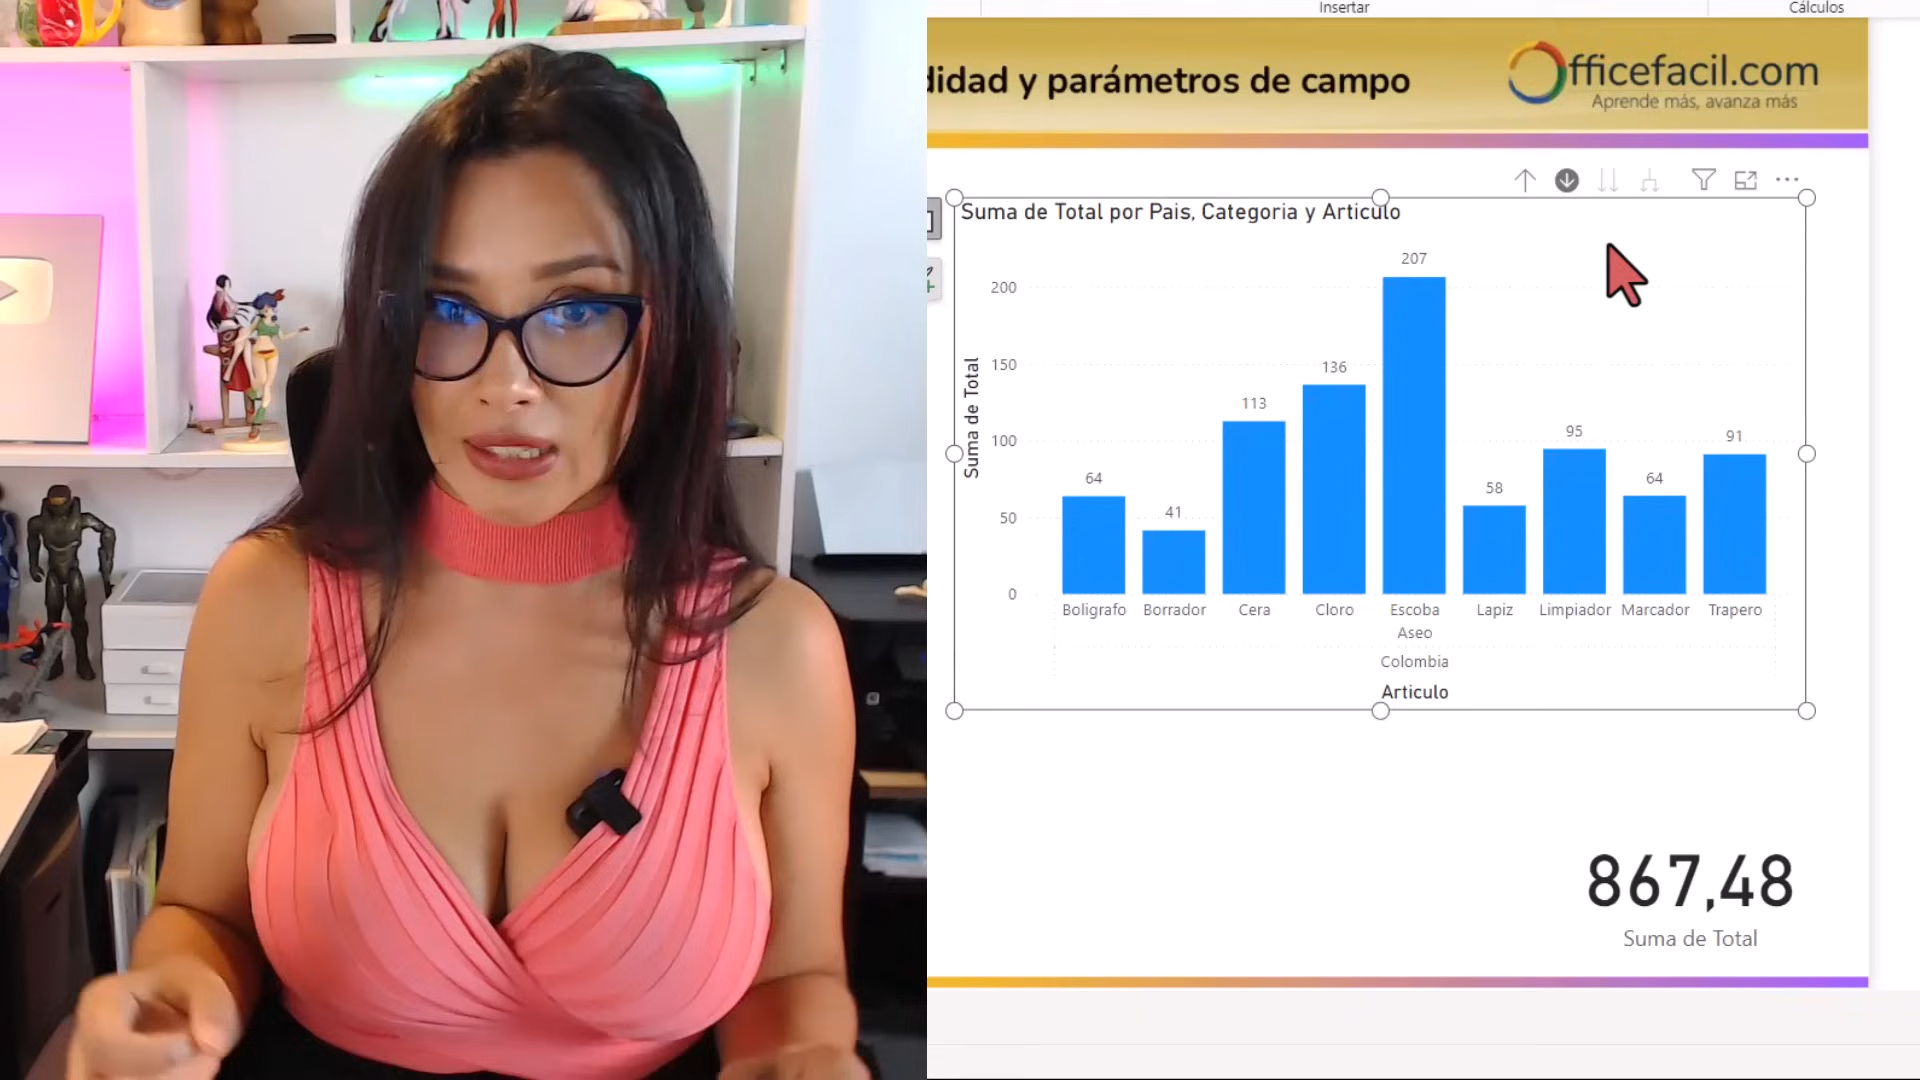 Insertar
Cálculos
didad y parámetros de campo
fficefacil.com
Aprende más, avanza más
Suma de Total por Pais, Categoria y Articulo
Suma de Total
200
150
100
50
0
64
41
113
136
207
58
95
64
91
Boligrafo
Borrador
Cera
Cloro
Escoba
Lapiz
Limpiador
Marcador
Trapero
Aseo
Colombia
Articulo
867,48
Suma de Total